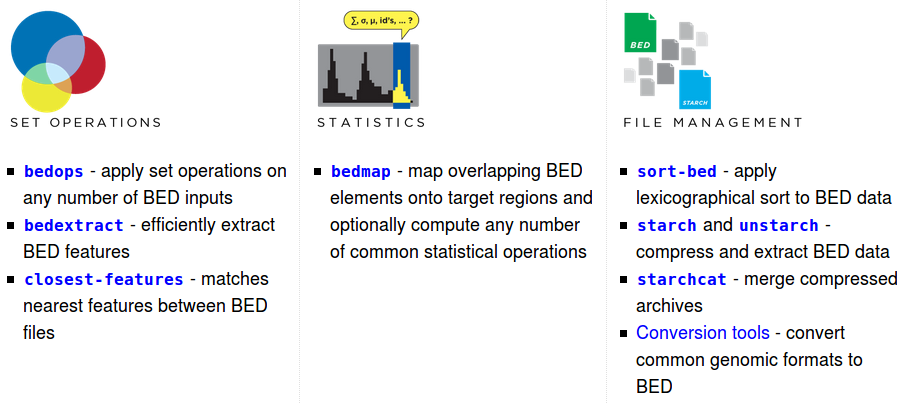 SET OPERATIONS
bedops - apply set operations on
any number of BED inputs
bedextract - efficiently extract
BED features
closest-features - matches
nearest features between BED
files
∑, σ, μ, id's, ... ?
STATISTICS
bedmap - map overlapping BED
elements onto target regions and
optionally compute any number
of common statistical operations
BED
STARCH
FILE MANAGEMENT
sort-bed - apply
lexicographical sort to BED data
starch and unstarch -
compress and extract BED data
starchcat - merge compressed
archives
Conversion tools - convert
common genomic formats to
BED